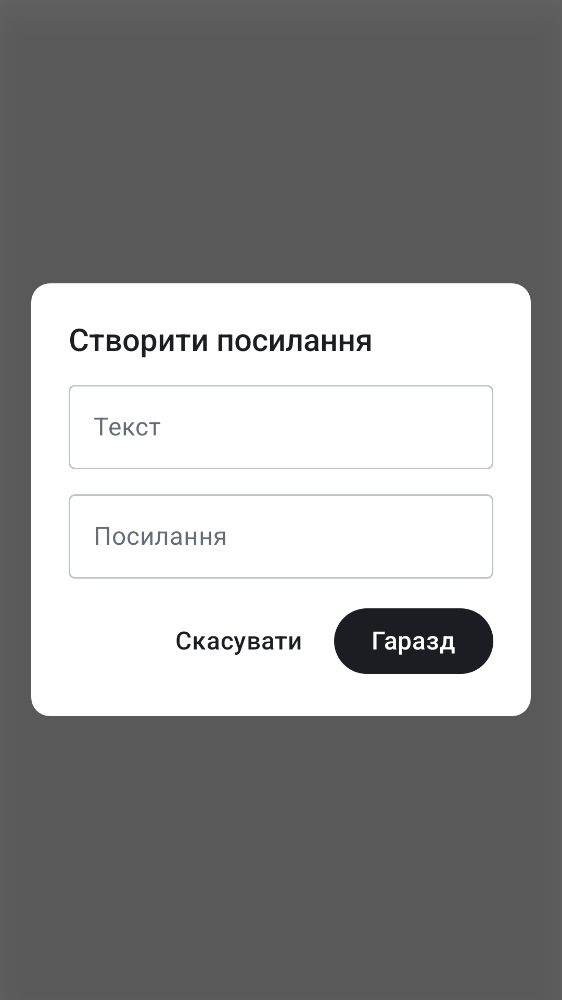 Створити посилання
Текст
Посилання
Скасувати
Гаразд